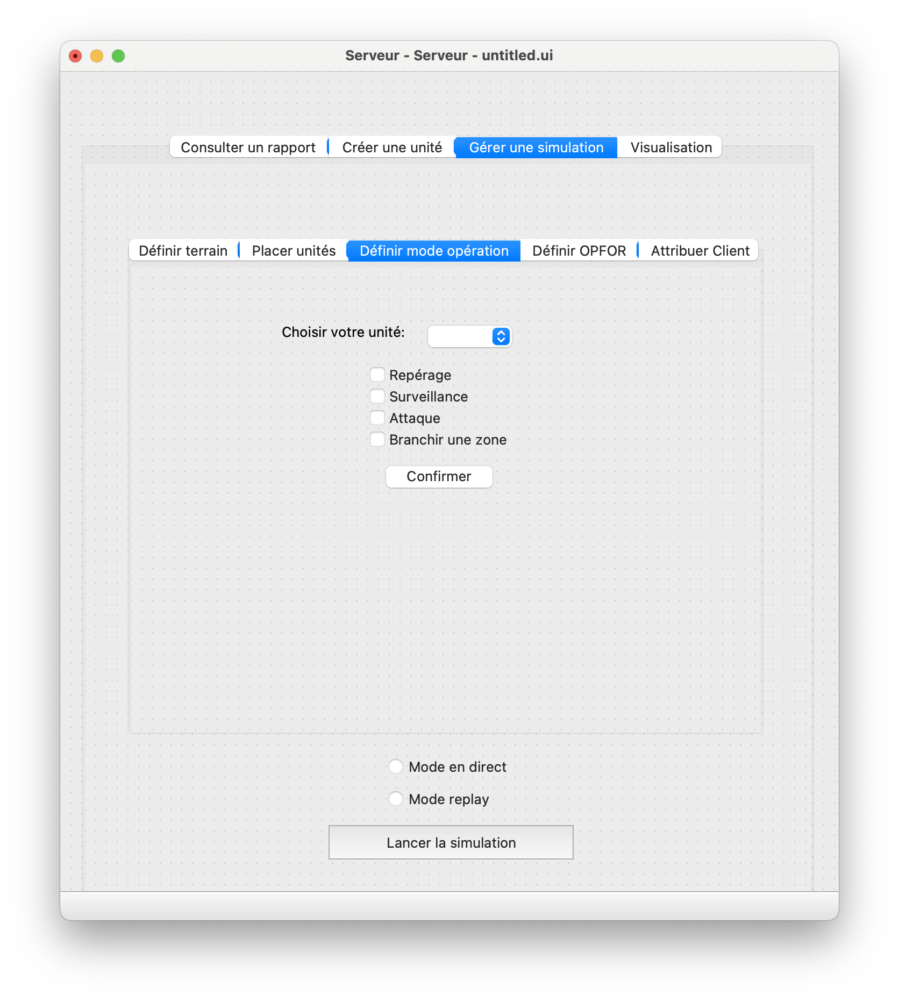 Serveur - Serveur - untitled.ui
Consulter un rapport Créer une unité Gérer une simulation Visualisation
Définir terrain Placer unités Définir mode opération Définir OPFOR Attribuer Client
Choisir votre unité:
Repérage
Surveillance
Attaque
Branchir une zone
Confirmer
Mode en direct
Mode replay
Lancer la simulation